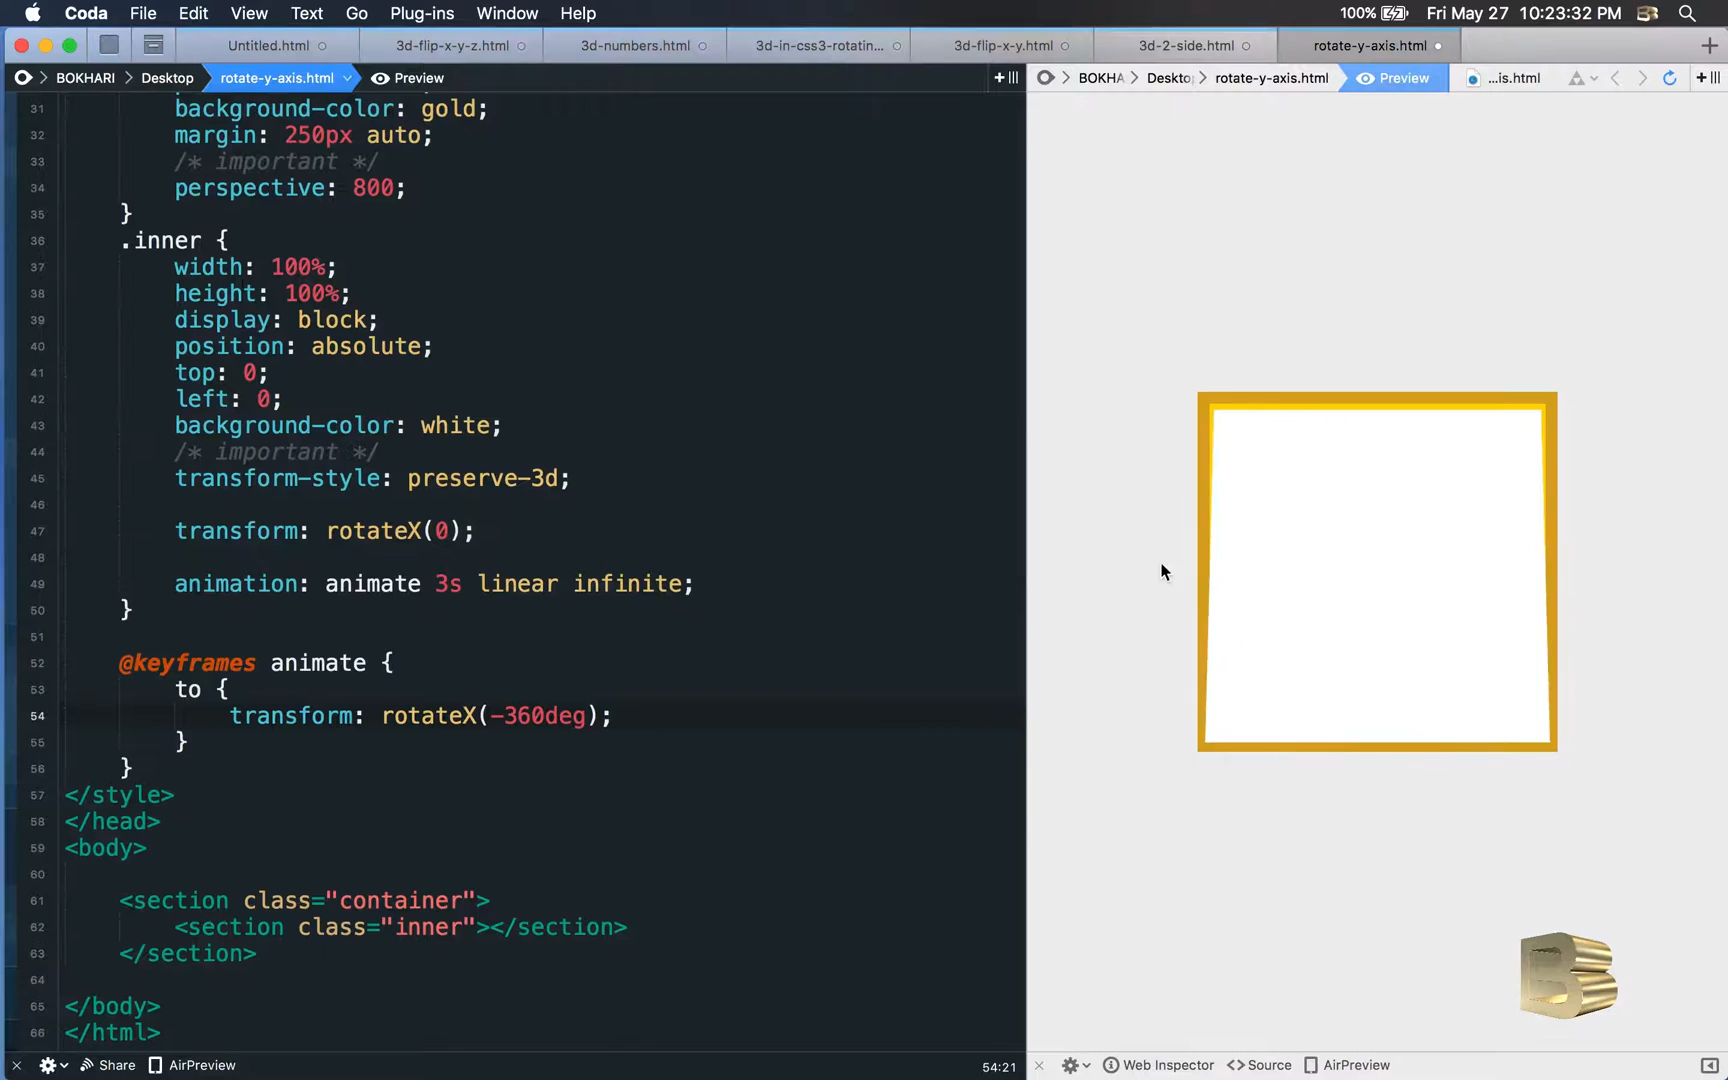 Coda File Edit View Text Go Plug-ins Window Help 100% Fri May 27 10:23:32 PM
Untitled.html 3d-flip-x-y-z.html 3d-numbers.html 3d-in-css3-rotatin... 3d-flip-x-y.html 3d-2-side.html rotate-y-axis.html
BOKHARI Desktop rotate-y-axis.html Preview BOKHA Deskto rotate-y-axis.html Preview ...is.html
31 background-color: gold;
32 margin: 250px auto;
33 /* important */
34 perspective: 800;
35 }
36 .inner {
37 width: 100%;
38 height: 100%;
39 display: block;
40 position: absolute;
41 top: 0;
42 left: 0;
43 background-color: white;
44 /* important */
45 transform-style: preserve-3d;
46
47 transform: rotateX(0);
48
49 animation: animate 3s linear infinite;
50 }
51
52 @keyframes animate {
53 to {
54 transform: rotateX(-360deg);
55 }
56 }
57 </style>
58 </head>
59 <body>
60
61 <section class="container">
62 <section class="inner"></section>
63 </section>
64
65 </body>
66 </html>
B
Share AirPreview 54:21 Web Inspector Source AirPreview